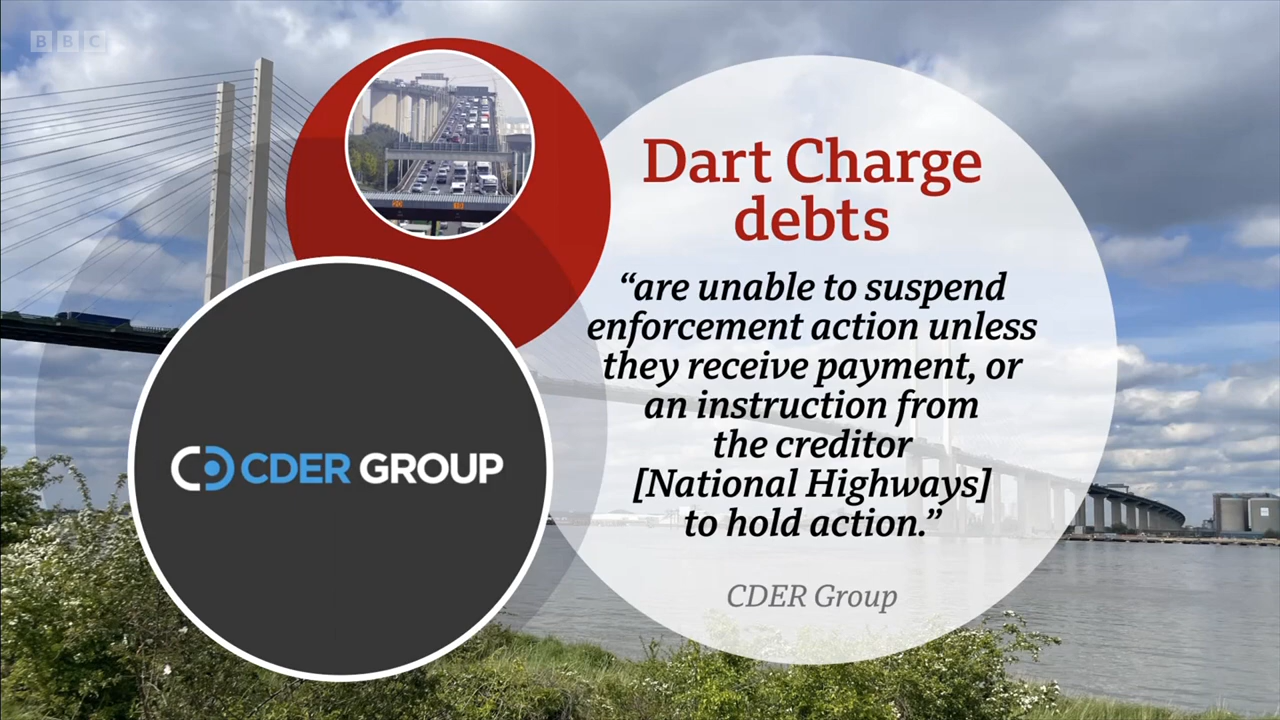 BBC
Dart Charge
debts
“are unable to suspend
enforcement action unless
they receive payment, or
an instruction from
the creditor
[National Highways]
to hold action.”
CDER Group
CDER GROUP